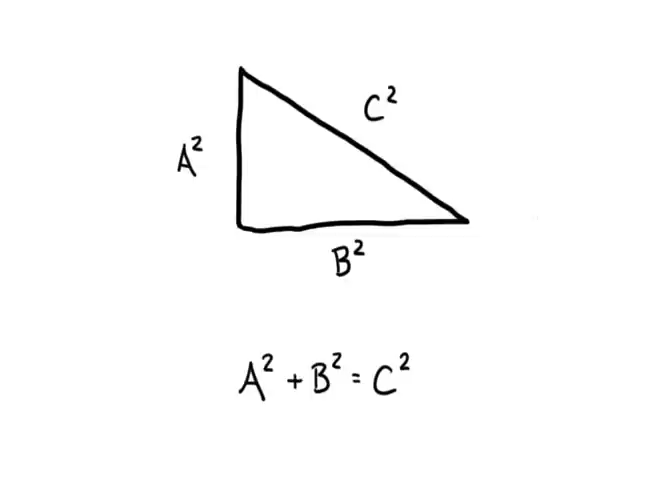 C²
A²
B²
A² + B² = C²